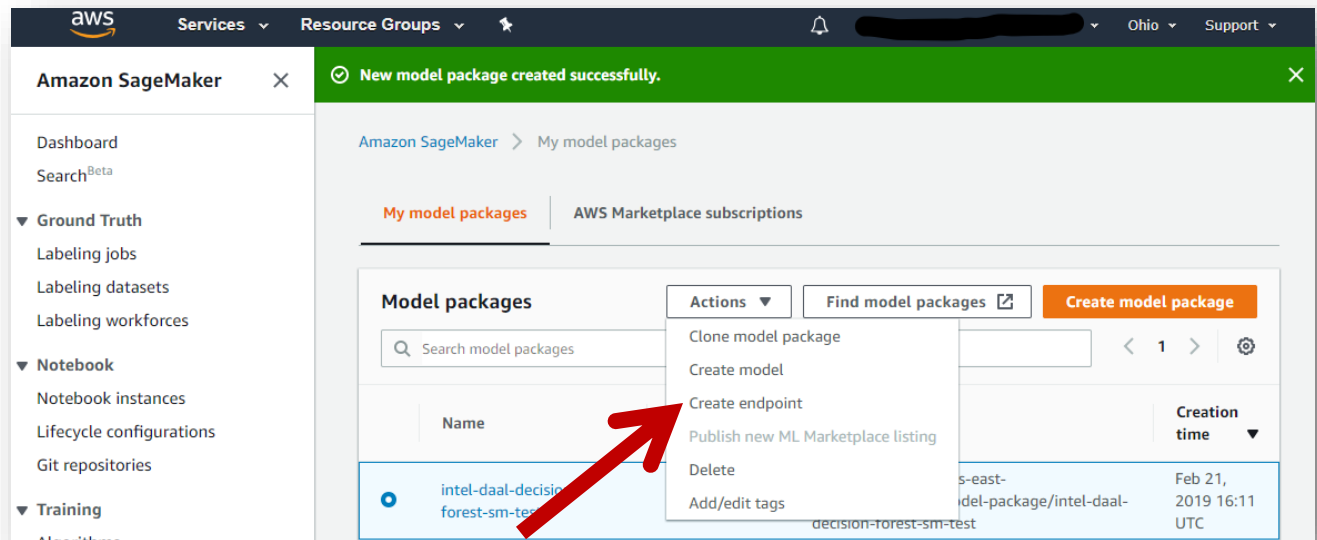 aws
Services
Resource Groups
Ohio
Support
Amazon SageMaker
New model package created successfully.
Dashboard
Search Beta
Ground Truth
Labeling jobs
Labeling datasets
Labeling workforces
Notebook
Notebook instances
Lifecycle configurations
Git repositories
Training
Amazon SageMaker > My model packages
My model packages
AWS Marketplace subscriptions
Model packages
Actions
Find model packages
Create model package
Search model packages
1
Clone model package
Create model
Create endpoint
Publish new ML Marketplace listing
Delete
Add/edit tags
Name
Creation
time
intel-daal-decisio
forest-sm-test
s-east-
del-package/intel-daal-
decision-forest-sm-test
Feb 21,
2019 16:11
UTC